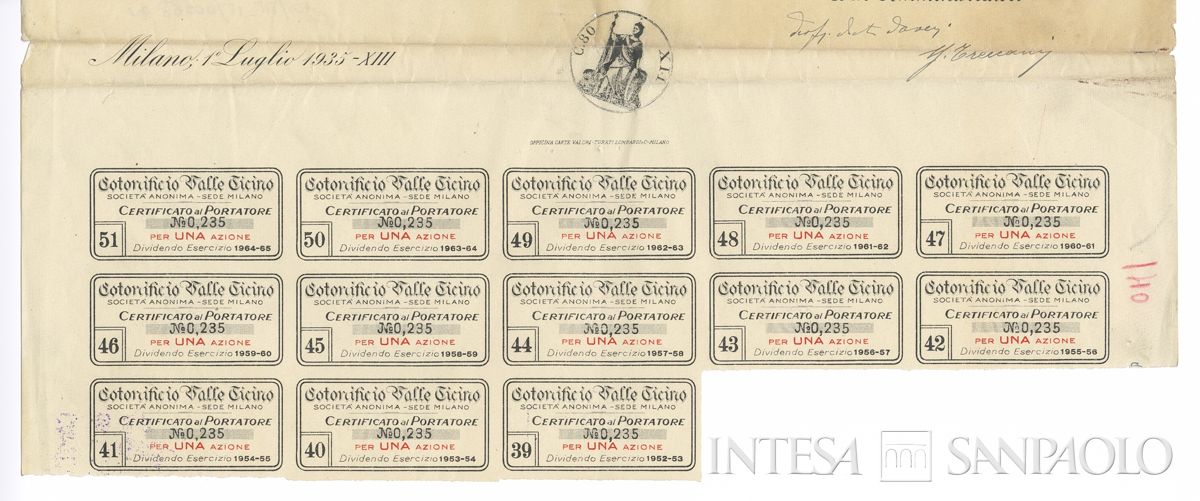 Milano, 1º Luglio 1935-XIII
C.80 XII
OFFICINA CARTE VALORI-TURATI LOMBARDI & C-MILANO
Cotonificio Valle Ticino
SOCIETÀ ANONIMA - SEDE MILANO
CERTIFICATO al PORTATORE
№0,235
PER UNA AZIONE
51 Dividendo Esercizio 1964-65
Cotonificio Valle Ticino
SOCIETÀ ANONIMA - SEDE MILANO
CERTIFICATO al PORTATORE
№0,235
PER UNA AZIONE
50 Dividendo Esercizio 1963-64
Cotonificio Valle Ticino
SOCIETÀ ANONIMA - SEDE MILANO
CERTIFICATO al PORTATORE
№0,235
PER UNA AZIONE
49 Dividendo Esercizio 1962-63
Cotonificio Valle Ticino
SOCIETÀ ANONIMA - SEDE MILANO
CERTIFICATO al PORTATORE
№0,235
PER UNA AZIONE
48 Dividendo Esercizio 1961-62
Cotonificio Valle Ticino
SOCIETÀ ANONIMA - SEDE MILANO
CERTIFICATO al PORTATORE
№0,235
PER UNA AZIONE
47 Dividendo Esercizio 1960-61
Cotonificio Valle Ticino
SOCIETÀ ANONIMA - SEDE MILANO
CERTIFICATO al PORTATORE
№0,235
PER UNA AZIONE
46 Dividendo Esercizio 1959-60
Cotonificio Valle Ticino
SOCIETÀ ANONIMA - SEDE MILANO
CERTIFICATO al PORTATORE
№0,235
PER UNA AZIONE
45 Dividendo Esercizio 1958-59
Cotonificio Valle Ticino
SOCIETÀ ANONIMA - SEDE MILANO
CERTIFICATO al PORTATORE
№0,235
PER UNA AZIONE
44 Dividendo Esercizio 1957-58
Cotonificio Valle Ticino
SOCIETÀ ANONIMA - SEDE MILANO
CERTIFICATO al PORTATORE
№0,235
PER UNA AZIONE
43 Dividendo Esercizio 1956-57
Cotonificio Valle Ticino
SOCIETÀ ANONIMA - SEDE MILANO
CERTIFICATO al PORTATORE
№0,235
PER UNA AZIONE
42 Dividendo Esercizio 1955-56
Cotonificio Valle Ticino
SOCIETÀ ANONIMA - SEDE MILANO
CERTIFICATO al PORTATORE
№0,235
PER UNA AZIONE
41 Dividendo Esercizio 1954-55
Cotonificio Valle Ticino
SOCIETÀ ANONIMA - SEDE MILANO
CERTIFICATO al PORTATORE
№0,235
PER UNA AZIONE
40 Dividendo Esercizio 1953-54
Cotonificio Valle Ticino
SOCIETÀ ANONIMA - SEDE MILANO
CERTIFICATO al PORTATORE
№0,235
PER UNA AZIONE
39 Dividendo Esercizio 1952-53
INTESA SANPAOLO